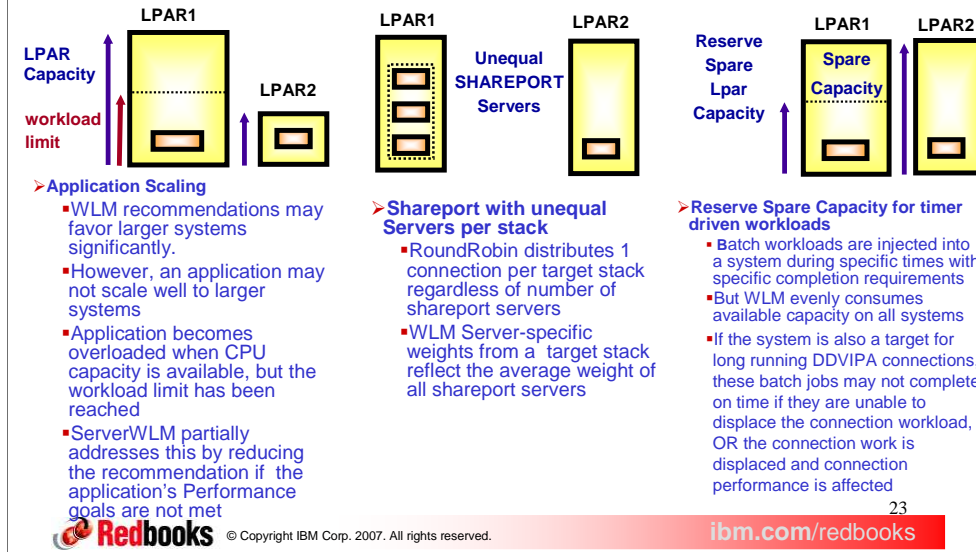 LPAR1
LPAR
Capacity
workload
limit
LPAR2
➢Application Scaling
▪WLM recommendations may
favor larger systems
significantly.
▪However, an application may
not scale well to larger
systems
▪Application becomes
overloaded when CPU
capacity is available, but the
workload limit has been
reached
▪ServerWLM partially
addresses this by reducing
the recommendation if the
application's Performance
goals are not met
LPAR1
Unequal
SHAREPORT
Servers
LPAR2
➢Shareport with unequal
Servers per stack
▪RoundRobin distributes 1
connection per target stack
regardless of number of
shareport servers
▪WLM Server-specific
weights from a target stack
reflect the average weight of
all shareport servers
Reserve
Spare
Lpar
Capacity
LPAR1
Spare
Capacity
LPAR2
➢Reserve Spare Capacity for timer
driven workloads
▪ Batch workloads are injected into
a system during specific times with
specific completion requirements
▪But WLM evenly consumes
available capacity on all systems
▪If the system is also a target for
long running DDVIPA connections,
these batch jobs may not complete
on time if they are unable to
displace the connection workload,
OR the connection work is
displaced and connection
performance is affected
23
Redbooks
© Copyright IBM Corp. 2007. All rights reserved.
ibm.com/redbooks